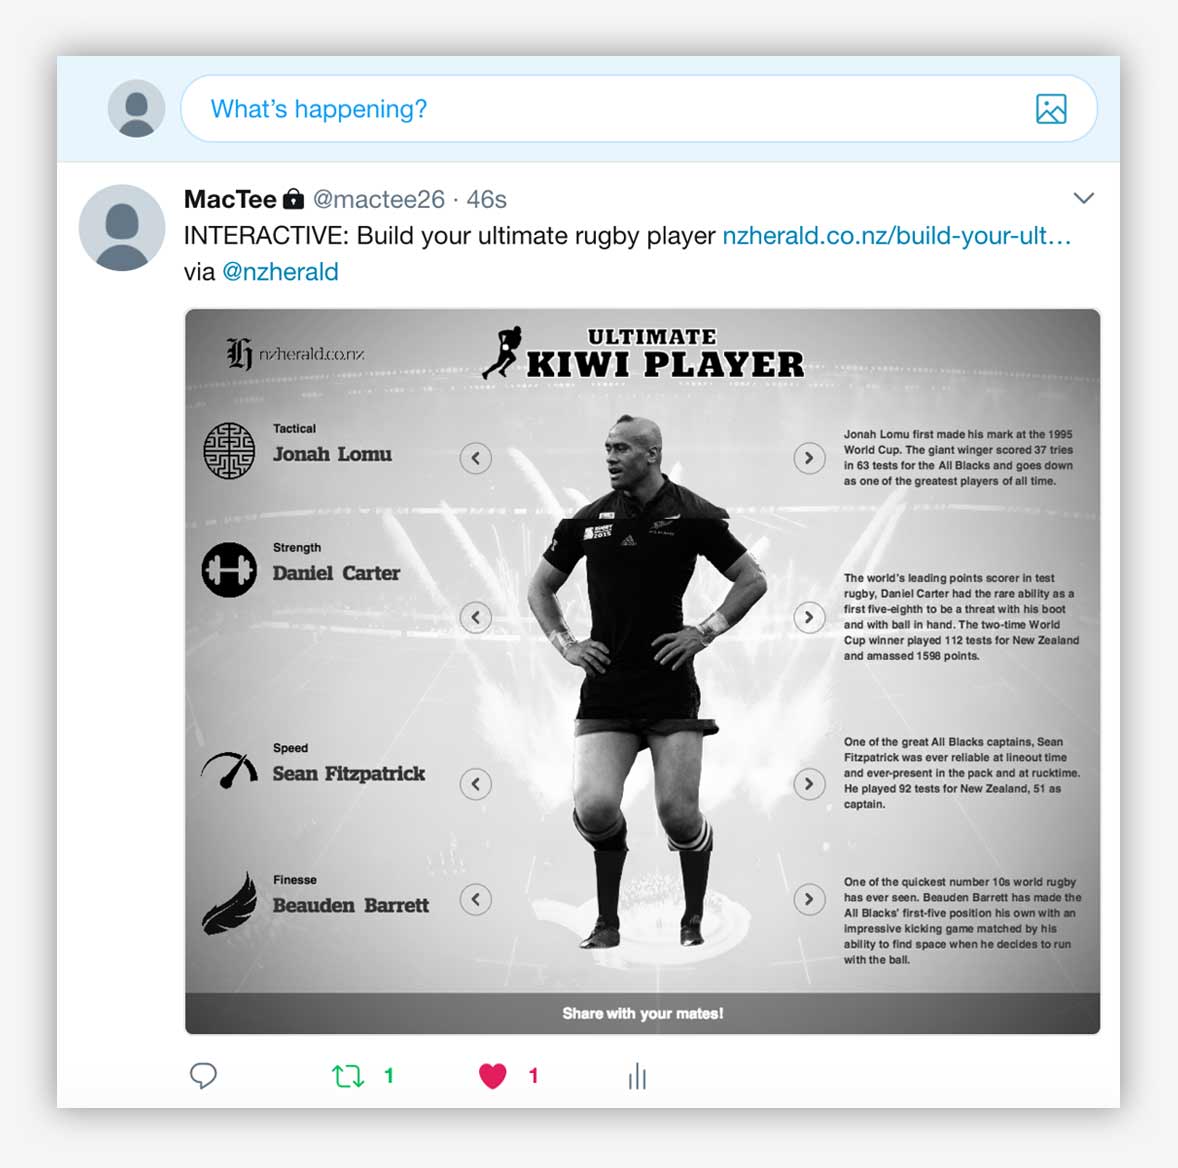 What's happening?
MacTee @mactee26 · 46s
INTERACTIVE: Build your ultimate rugby player nzherald.co.nz/build-your-ult…
via @nzherald
nzherald.co.nz
ULTIMATE
KIWI PLAYER
Tactical
Jonah Lomu
Jonah Lomu first made his mark at the 1995
World Cup. The giant winger scored 37 tries
in 63 tests for the All Blacks and goes down
as one of the greatest players of all time.
RUGBY
2015
Strength
Daniel Carter
The world's leading points scorer in test
rugby, Daniel Carter had the rare ability as a
first five-eighth to be a threat with his boot
and with ball in hand. The two-time World
Cup winner played 112 tests for New Zealand
and amassed 1598 points.
Speed
Sean Fitzpatrick
One of the great All Blacks captains, Sean
Fitzpatrick was ever reliable at lineout time
and ever-present in the pack and at rucktime.
He played 92 tests for New Zealand, 51 as
captain.
Finesse
Beauden Barrett
One of the quickest number 10s world rugby
has ever seen. Beauden Barrett has made the
All Blacks' first-five position his own with an
impressive kicking game matched by his
ability to find space when he decides to run
with the ball.
Share with your mates!
1
1